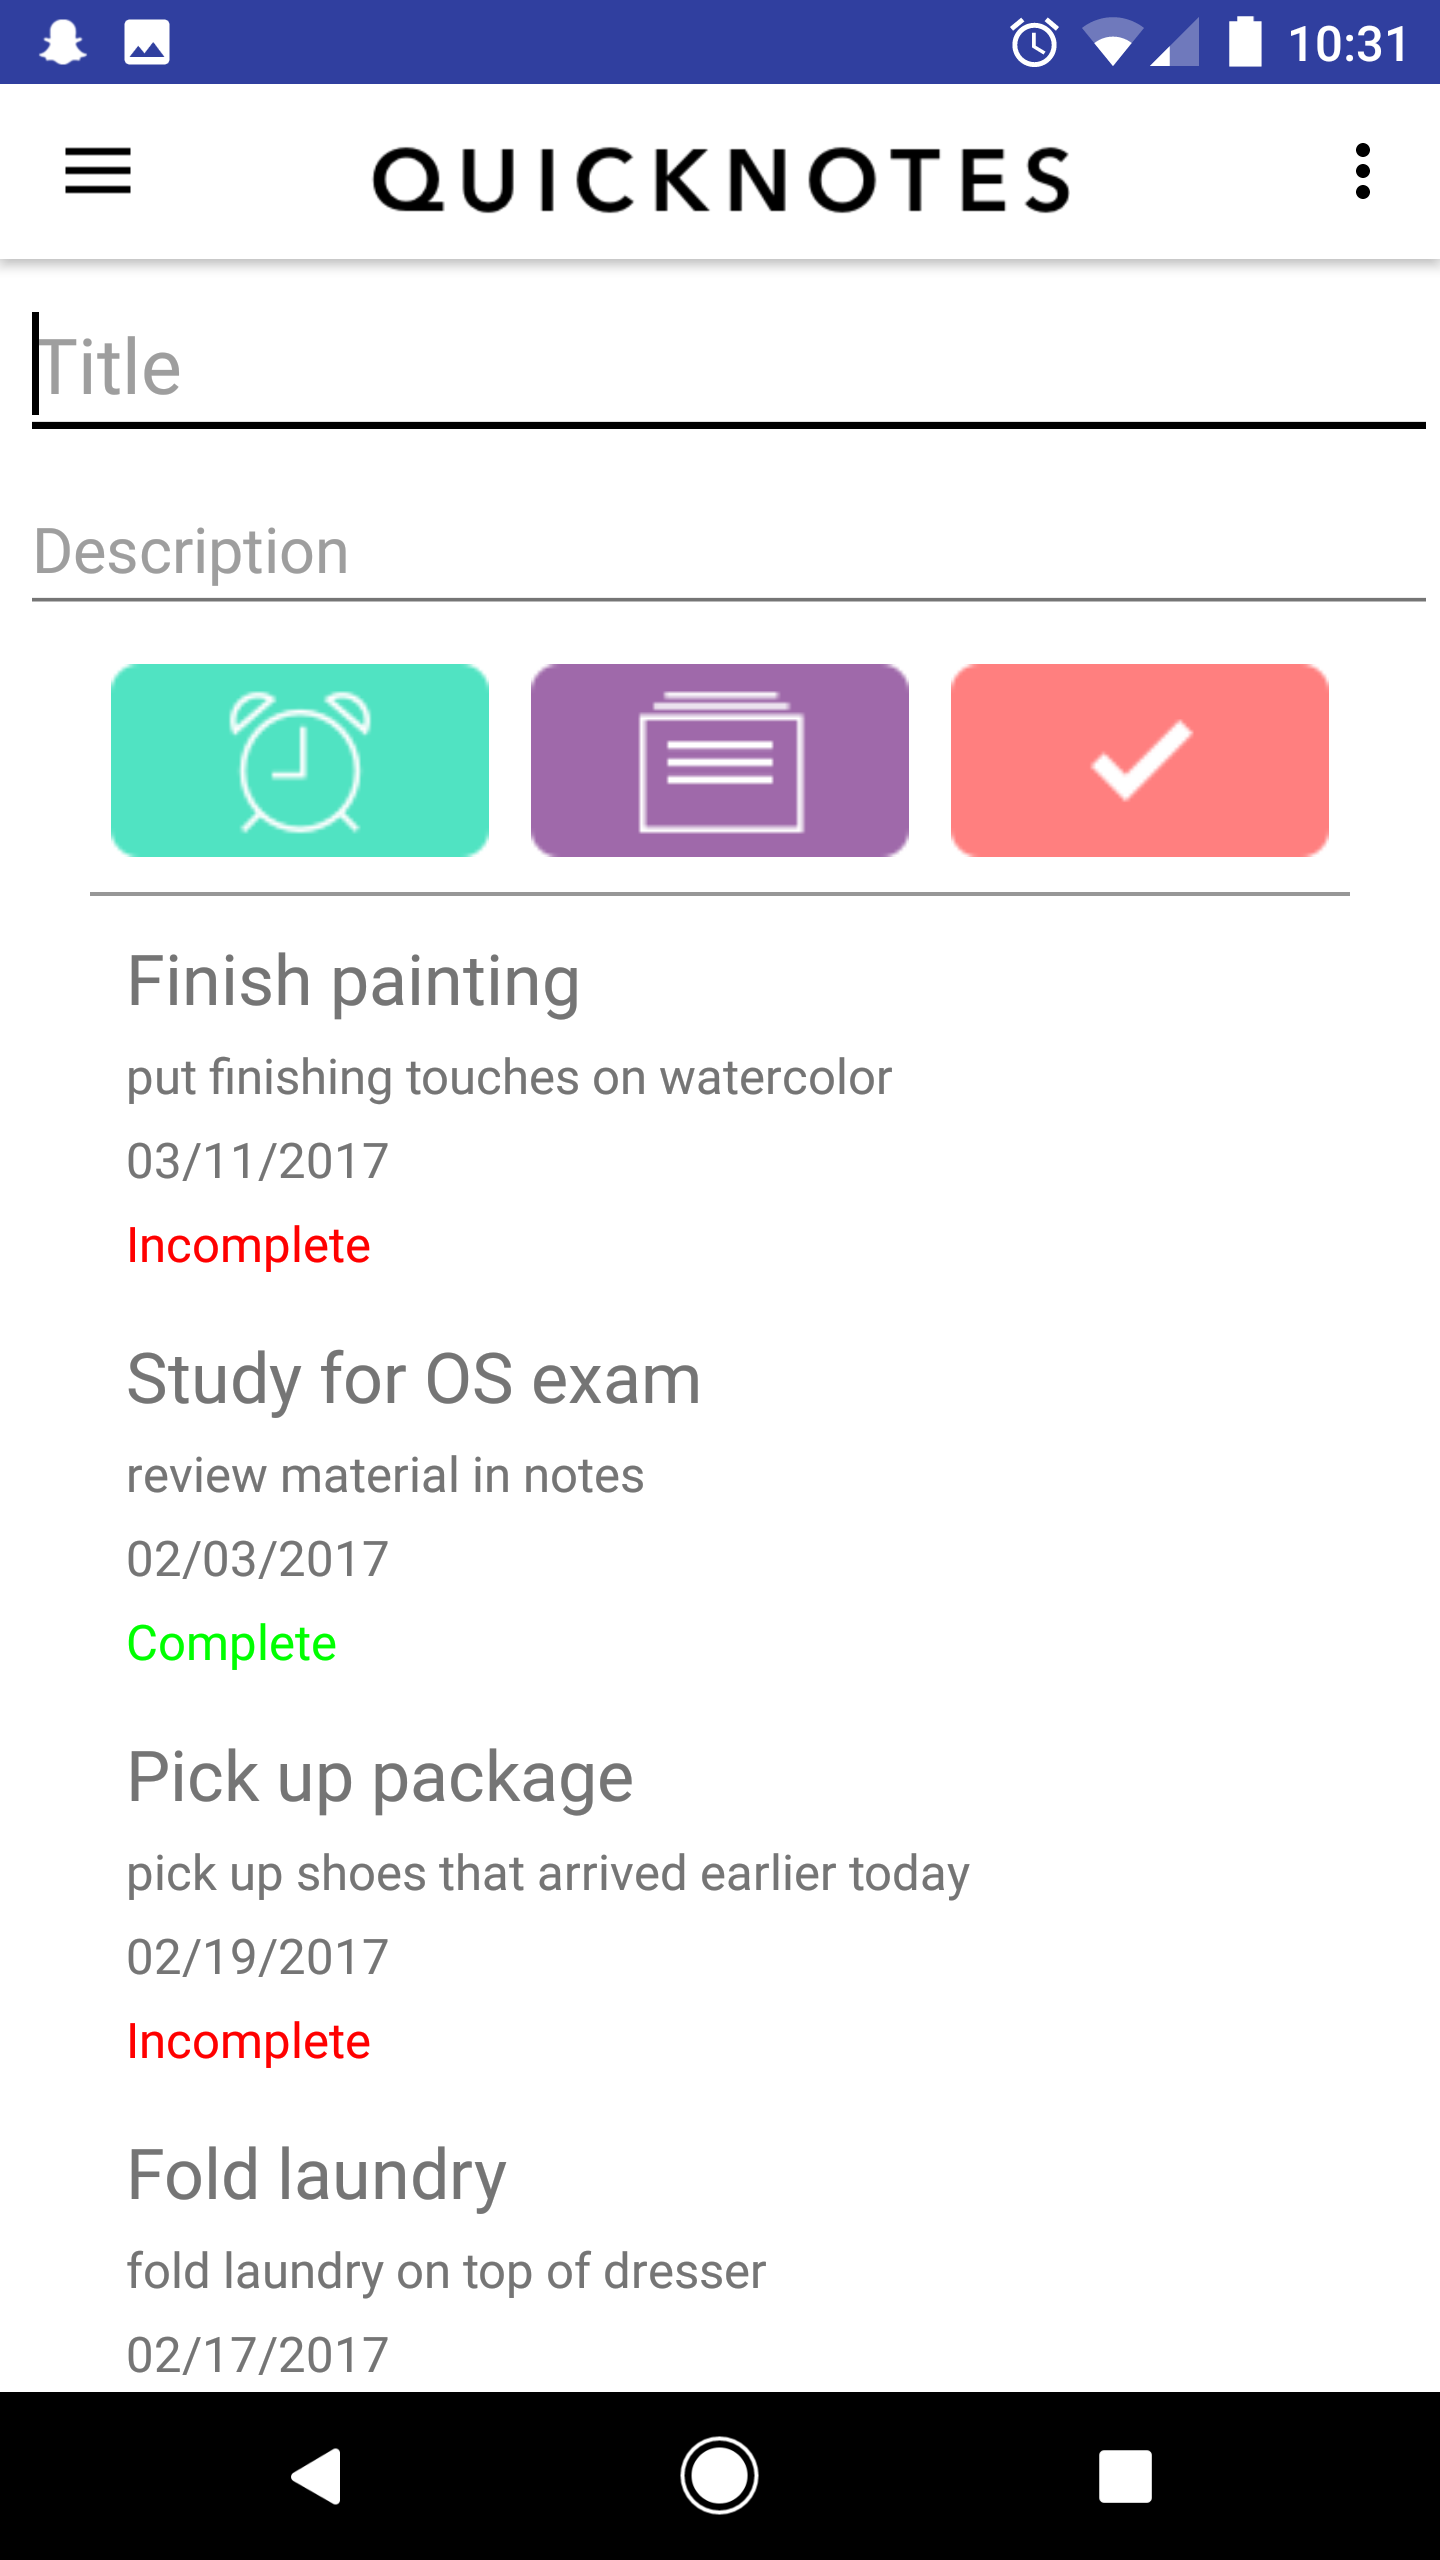 10:31
QUICKNOTES
Title
Description
Finish painting
put finishing touches on watercolor
03/11/2017
Incomplete
Study for OS exam
review material in notes
02/03/2017
Complete
Pick up package
pick up shoes that arrived earlier today
02/19/2017
Incomplete
Fold laundry
fold laundry on top of dresser
02/17/2017